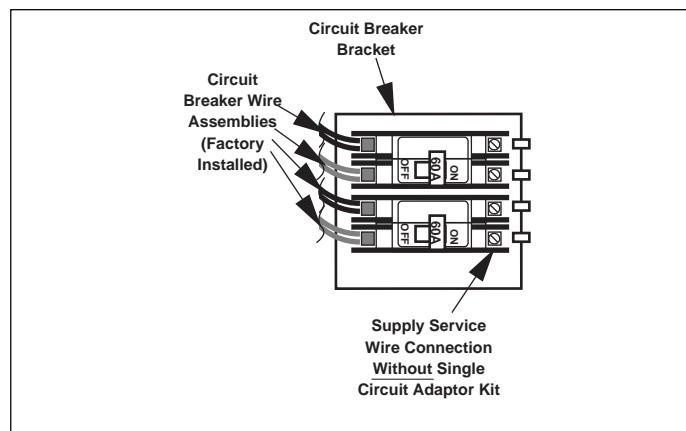 Circuit Breaker
Bracket
Circuit
Breaker Wire
Assemblies
(Factory
Installed)
OFF 60A ON
OFF 60A ON
Supply Service
Wire Connection
Without Single
Circuit Adaptor Kit